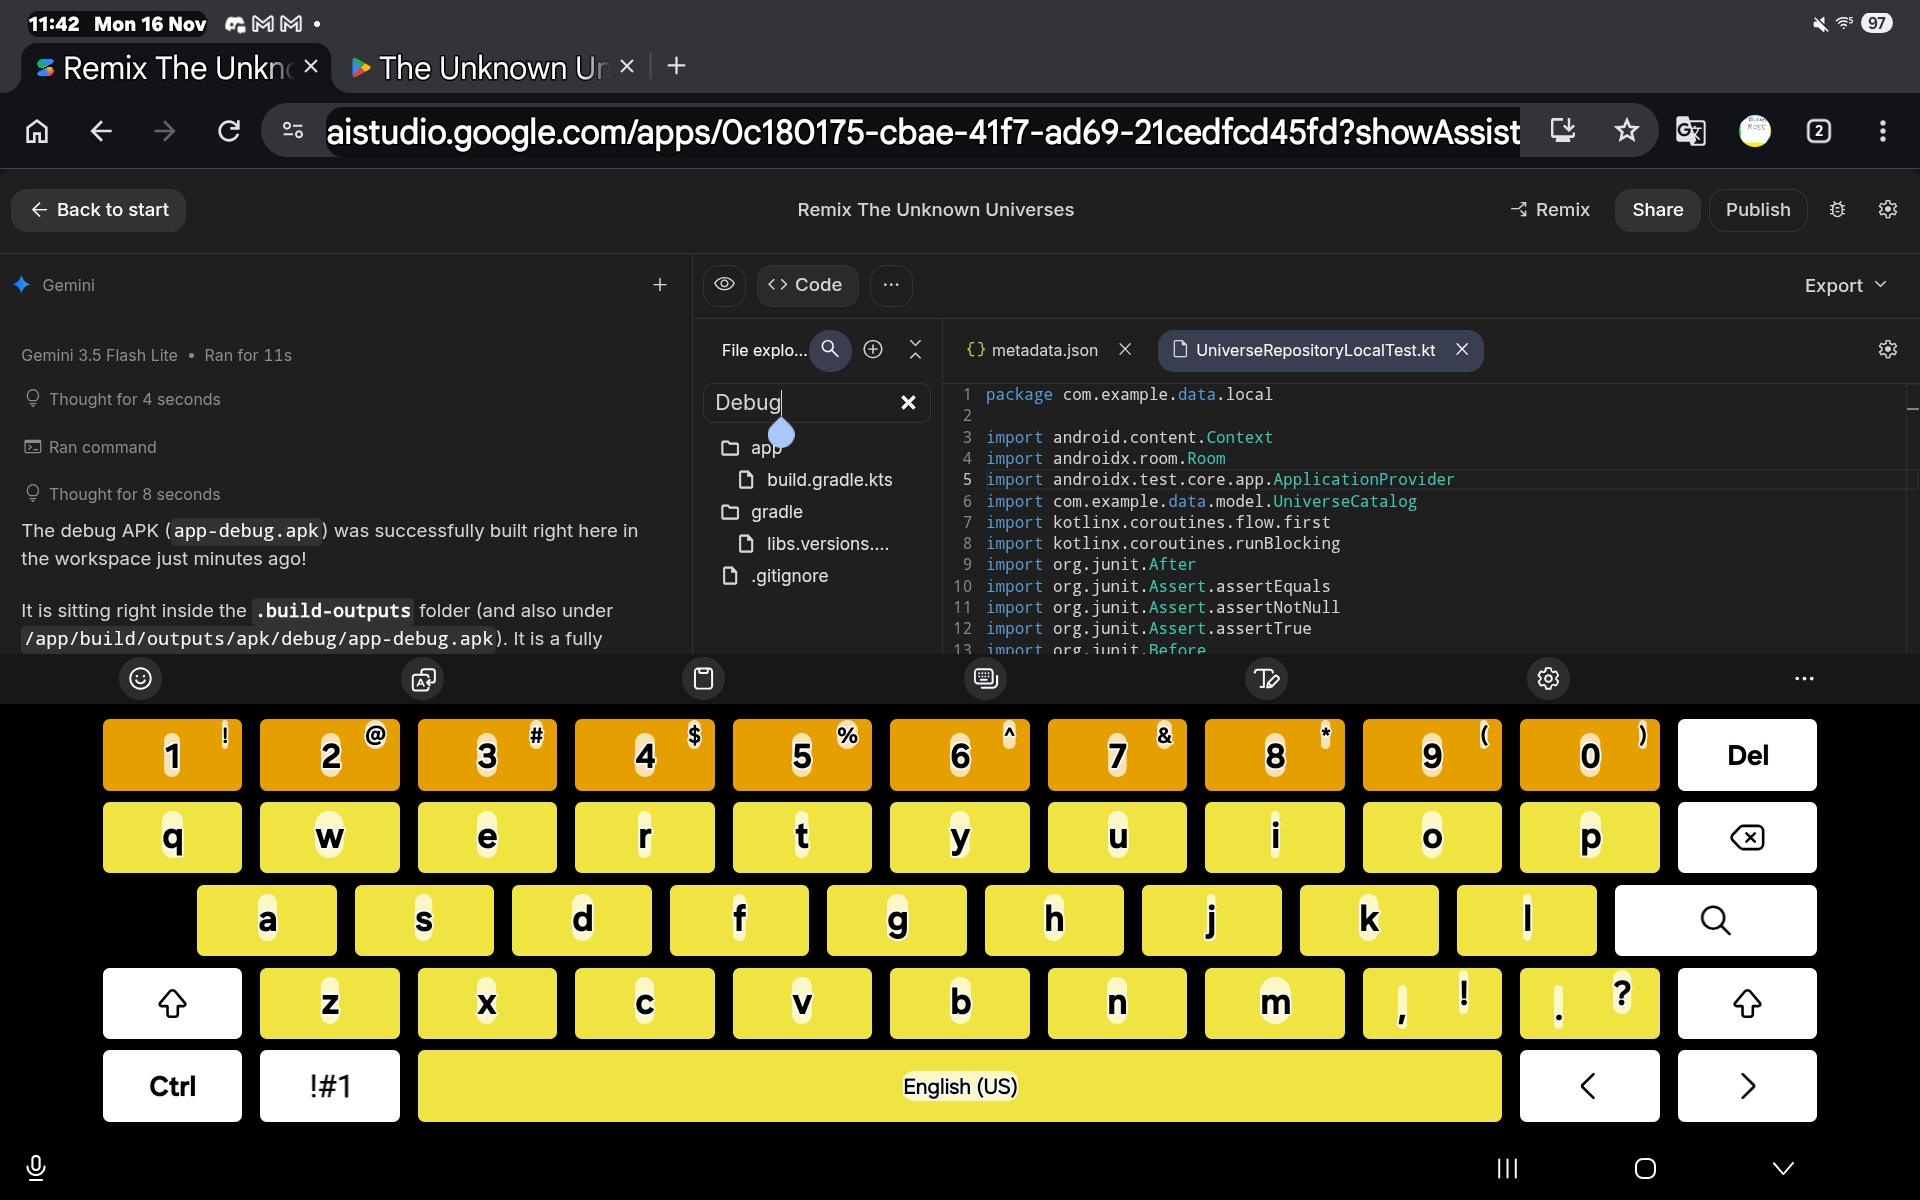 11:42 Mon 16 Nov
97
Remix The Unkn
The Unknown Un
aistudio.google.com/apps/0c180175-cbae-41f7-ad69-21cedfcd45fd?showAssist
2
Back to start
Remix The Unknown Universes
Remix
Share
Publish
Gemini
Code
Export
Gemini 3.5 Flash Lite • Ran for 11s
Thought for 4 seconds
Ran command
Thought for 8 seconds
The debug APK (app-debug.apk) was successfully built right here in
the workspace just minutes ago!
It is sitting right inside the .build-outputs folder (and also under
/app/build/outputs/apk/debug/app-debug.apk). It is a fully
File explo...
Debug
app
build.gradle.kts
gradle
libs.versions....
.gitignore
{} metadata.json
UniverseRepositoryLocalTest.kt
1 package com.example.data.local
2
3 import android.content.Context
4 import androidx.room.Room
5 import androidx.test.core.app.ApplicationProvider
6 import com.example.data.model.UniverseCatalog
7 import kotlinx.coroutines.flow.first
8 import kotlinx.coroutines.runBlocking
9 import org.junit.After
10 import org.junit.Assert.assertEquals
11 import org.junit.Assert.assertNotNull
12 import org.junit.Assert.assertTrue
13 import org.junit.Before
1 ! 2 @ 3 # 4 $ 5 % 6 ^ 7 & 8 * 9 ( 0 ) Del
q w e r t y u i o p
a s d f g h j k l
z x c v b n m , ! . ?
Ctrl !#1 English (US) < >